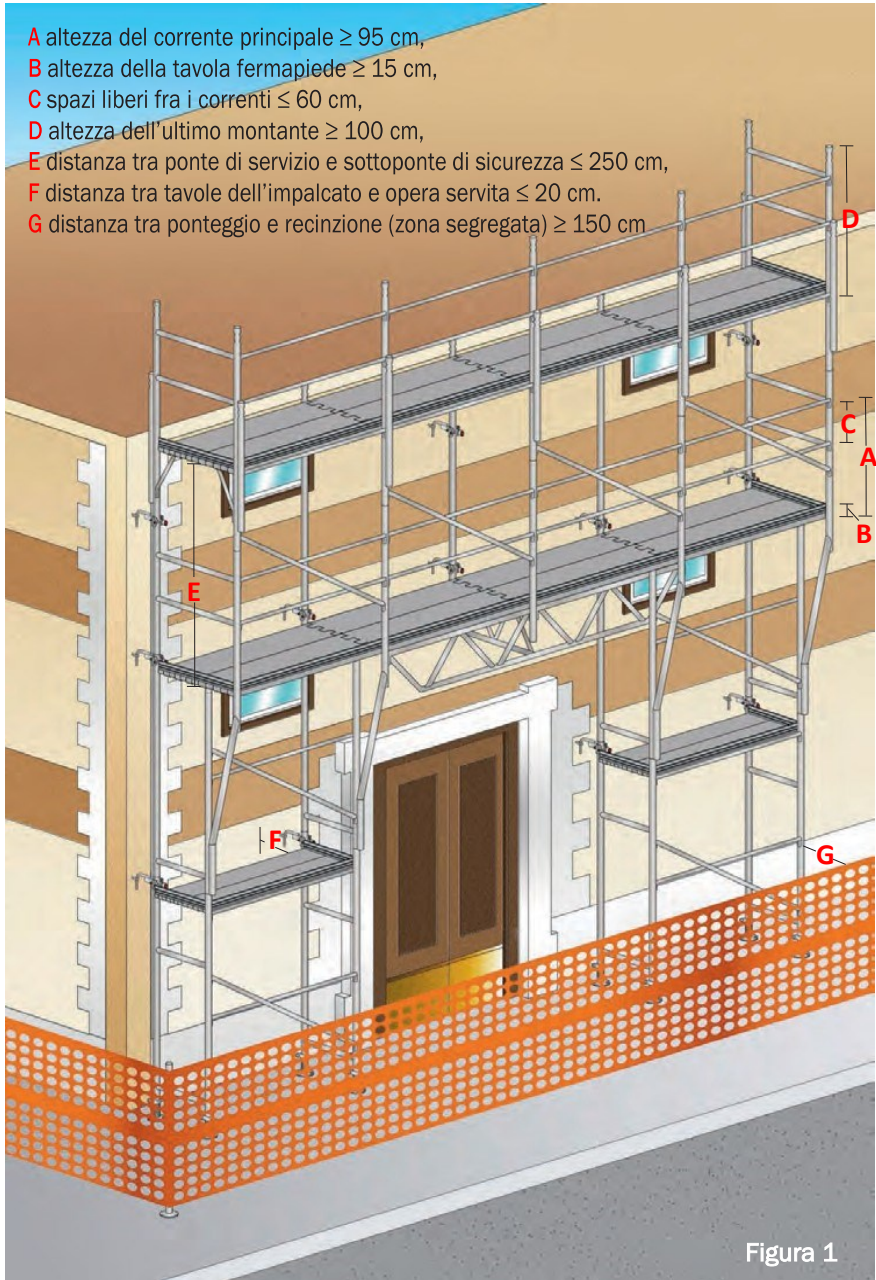 A altezza del corrente principale ≥ 95 cm,
B altezza della tavola fermapiede ≥ 15 cm,
C spazi liberi fra i correnti ≤ 60 cm,
D altezza dell'ultimo montante ≥ 100 cm,
E distanza tra ponte di servizio e sottoponte di sicurezza ≤ 250 cm,
F distanza tra tavole dell'impalcato e opera servita ≤ 20 cm.
G distanza tra ponteggio e recinzione (zona segregata) ≥ 150 cm
D
C
A
B
E
F
G
Figura 1